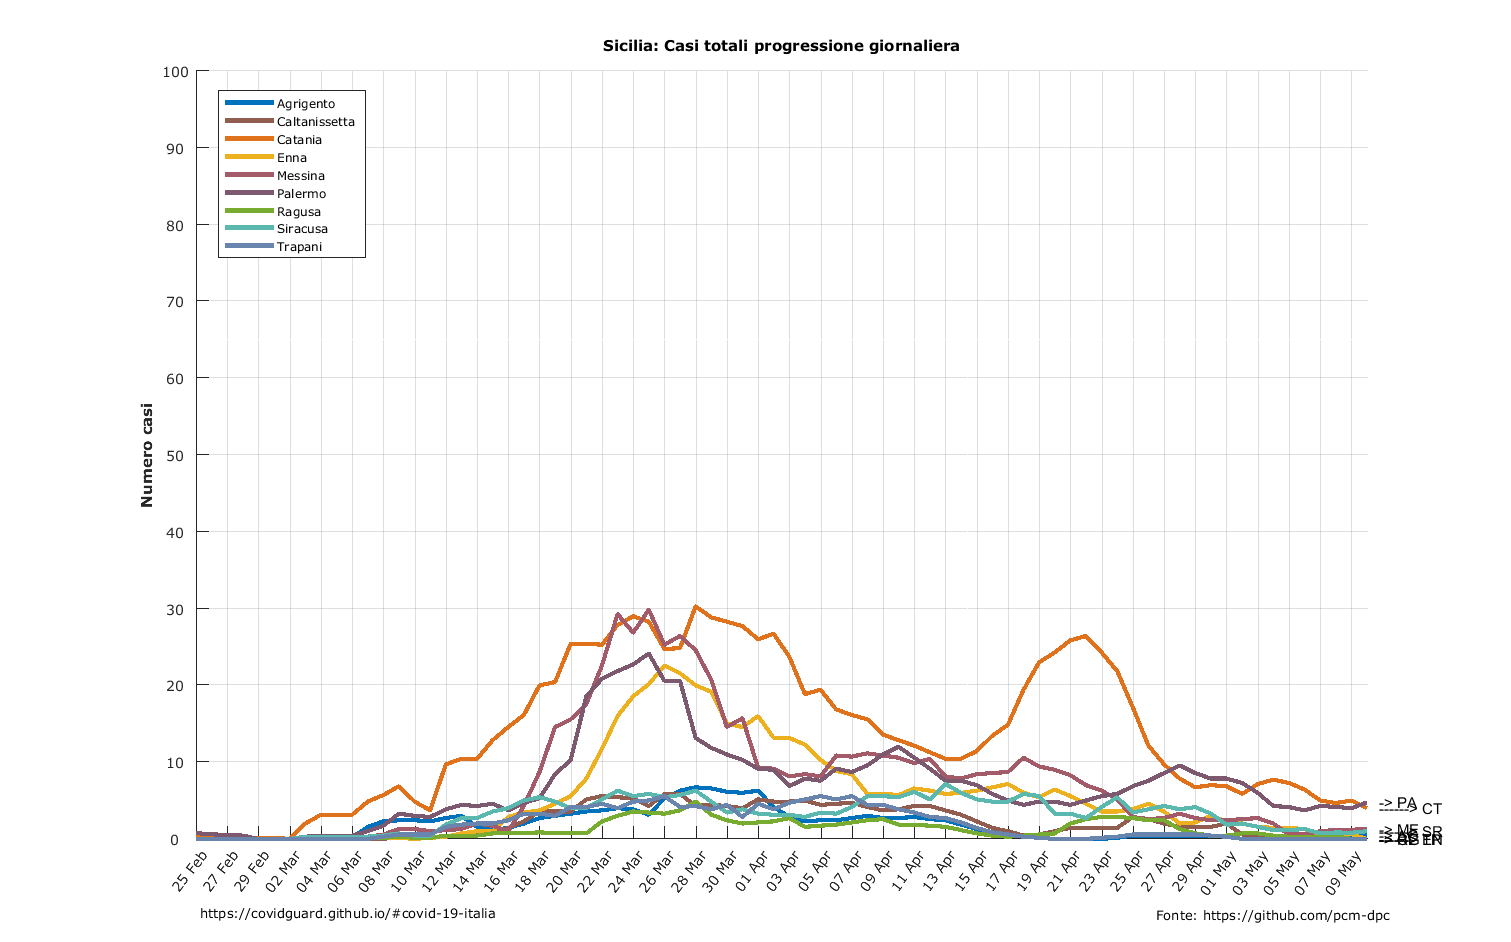 Sicilia: Casi totali progressione giornaliera
Numero casi
100
90
80
70
60
50
40
30
20
10
0
Agrigento
Caltanissetta
Catania
Enna
Messina
Palermo
Ragusa
Siracusa
Trapani
-> PA
------> CT
-> ME
SR
25 Feb
27 Feb
29 Feb
02 Mar
04 Mar
06 Mar
08 Mar
10 Mar
12 Mar
14 Mar
16 Mar
18 Mar
20 Mar
22 Mar
24 Mar
26 Mar
28 Mar
30 Mar
01 Apr
03 Apr
05 Apr
07 Apr
09 Apr
11 Apr
13 Apr
15 Apr
17 Apr
19 Apr
21 Apr
23 Apr
25 Apr
27 Apr
29 Apr
01 May
03 May
05 May
07 May
09 May
https://covidguard.github.io/#covid-19-italia
Fonte: https://github.com/pcm-dpc